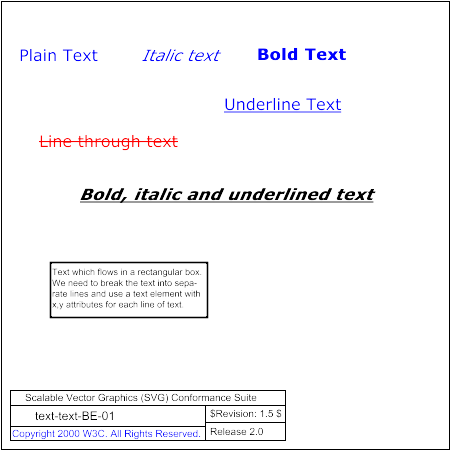 Plain Text Italic text Bold Text
Underline Text
Line through text
Bold, italic and underlined text
Text which flows in a rectangular box.
We need to break the text into sepa-
rate lines and use a text element with
x,y attributes for each line of text.
Scalable Vector Graphics (SVG) Conformance Suite
text-text-BE-01 $Revision: 1.5 $
Copyright 2000 W3C. All Rights Reserved. Release 2.0